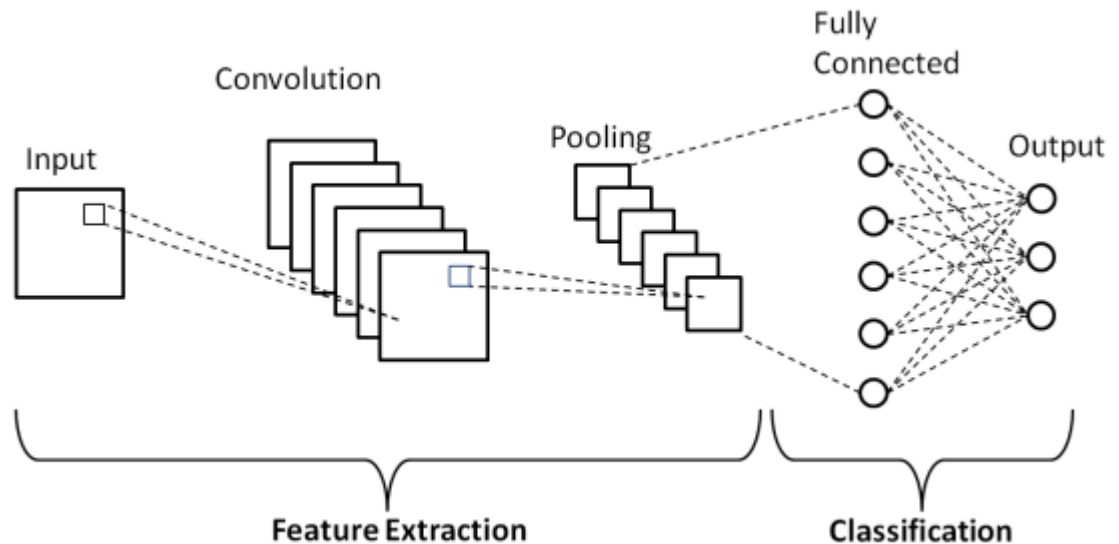 Input
Convolution
Pooling
Fully
Connected
Output
Feature Extraction
Classification